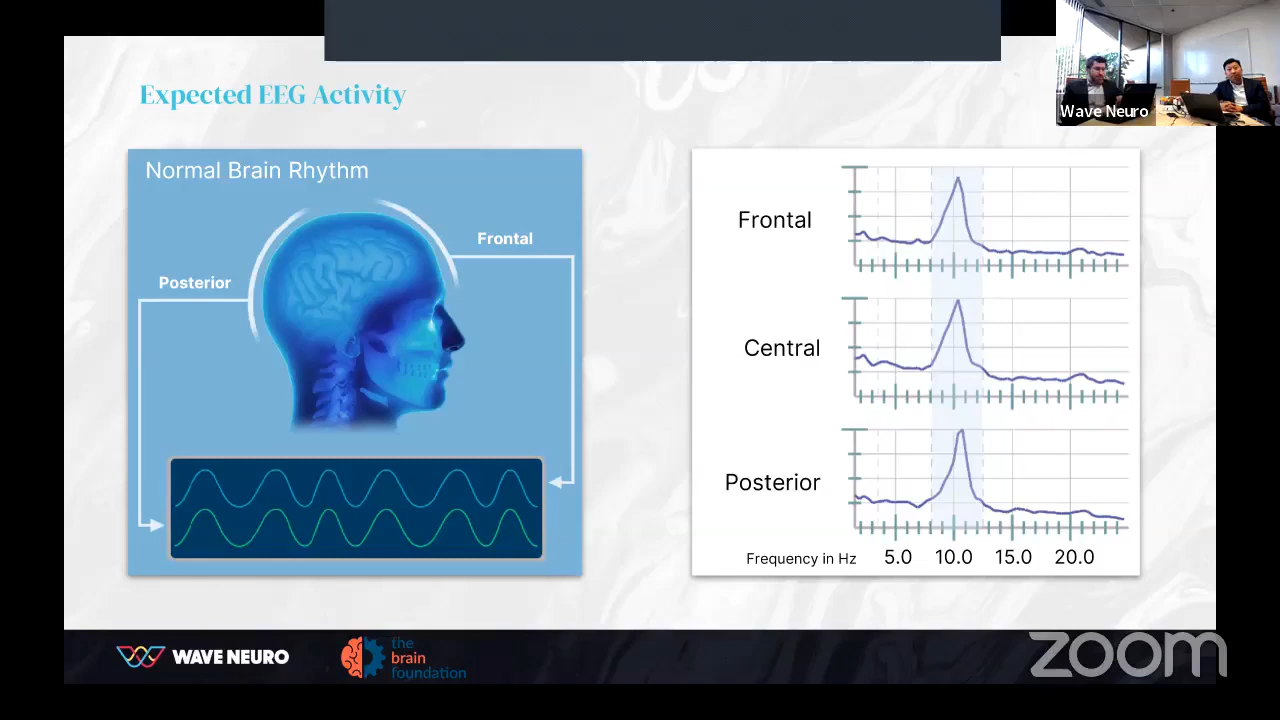 Expected EEG Activity
Wave Neuro
Normal Brain Rhythm
Frontal
Posterior
Frontal
Central
Posterior
Frequency in Hz 5.0 10.0 15.0 20.0
WAVE NEURO
the
brain
foundation
zoom